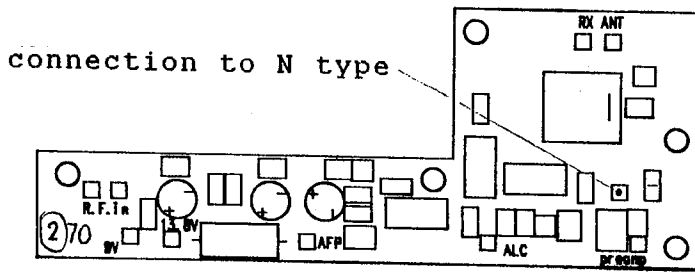 RX ANT
connection to N type
R.F.in
13.8V
270
9V
AFP
ALC
preamp